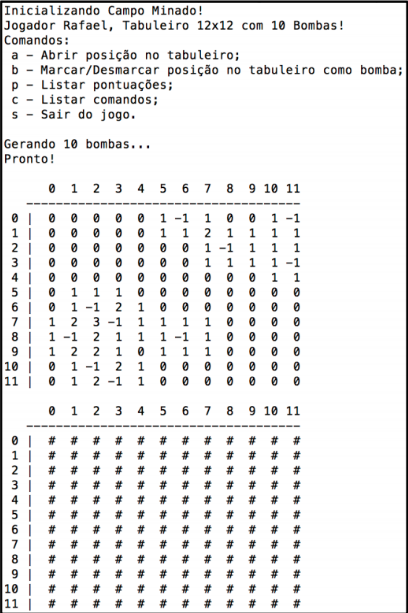 Inicializando Campo Minado!
Jogador Rafael, Tabuleiro 12x12 com 10 Bombas!
Comandos:
a - Abrir posição no tabuleiro;
b - Marcar/Desmarcar posição no tabuleiro como bomba;
p - Listar pontuações;
c - Listar comandos;
s - Sair do jogo.
Gerando 10 bombas...
Pronto!
0 1 2 3 4 5 6 7 8 9 10 11
------------------------------------
0 | 0 0 0 0 0 1 -1 1 0 0 1 -1
1 | 0 0 0 0 0 1 1 2 1 1 1 1
2 | 0 0 0 0 0 0 0 1 -1 1 1 1
3 | 0 0 0 0 0 0 0 1 1 1 1 -1
4 | 0 0 0 0 0 0 0 0 0 0 1 1
5 | 0 1 1 1 0 0 0 0 0 0 0 0
6 | 0 1 -1 2 1 0 0 0 0 0 0 0
7 | 1 2 3 -1 1 1 1 1 0 0 0 0
8 | 1 -1 2 1 1 1 -1 1 0 0 0 0
9 | 1 2 2 1 0 1 1 1 0 0 0 0
10 | 0 1 -1 2 1 0 0 0 0 0 0 0
11 | 0 1 2 -1 1 0 0 0 0 0 0 0
0 1 2 3 4 5 6 7 8 9 10 11
------------------------------------
0 | # # # # # # # # # # # #
1 | # # # # # # # # # # # #
2 | # # # # # # # # # # # #
3 | # # # # # # # # # # # #
4 | # # # # # # # # # # # #
5 | # # # # # # # # # # # #
6 | # # # # # # # # # # # #
7 | # # # # # # # # # # # #
8 | # # # # # # # # # # # #
9 | # # # # # # # # # # # #
10 | # # # # # # # # # # # #
11 | # # # # # # # # # # # #